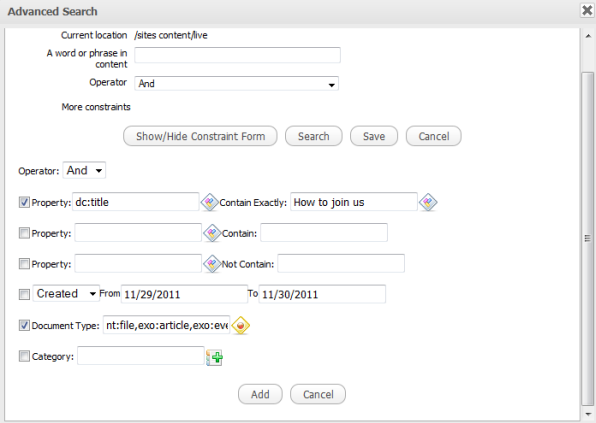 Advanced Search
Current location /sites content/live
A word or phrase in
content
Operator And
More constraints
Show/Hide Constraint Form Search Save Cancel
Operator: And
Property: dc:title Contain Exactly: How to join us
Property: Contain:
Property: Not Contain:
Created From 11/29/2011 To 11/30/2011
Document Type: nt:file,exo:article,exo:eve
Category:
Add Cancel